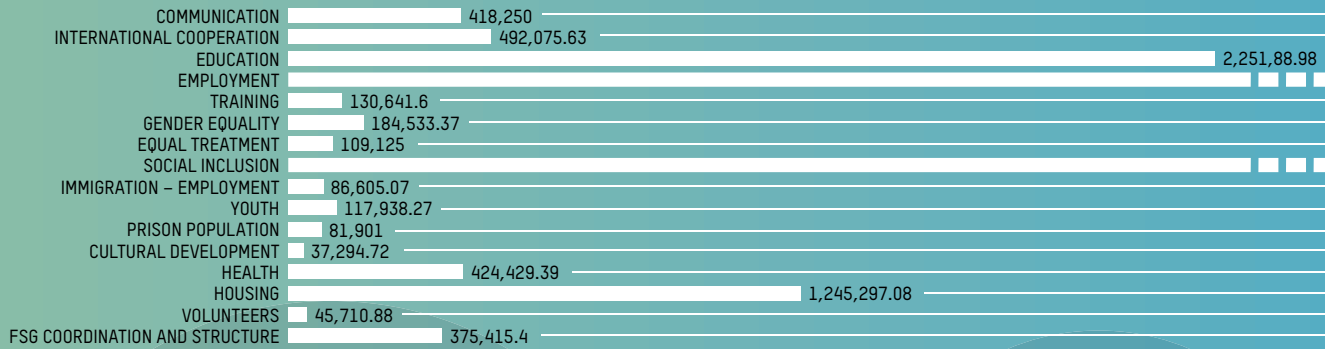 COMMUNICATION 418,250
INTERNATIONAL COOPERATION 492,075.63
EDUCATION 2,251,88.98
EMPLOYMENT
TRAINING 130,641.6
GENDER EQUALITY 184,533.37
EQUAL TREATMENT 109,125
SOCIAL INCLUSION
IMMIGRATION – EMPLOYMENT 86,605.07
YOUTH 117,938.27
PRISON POPULATION 81,901
CULTURAL DEVELOPMENT 37,294.72
HEALTH 424,429.39
HOUSING 1,245,297.08
VOLUNTEERS 45,710.88
FSG COORDINATION AND STRUCTURE 375,415.4